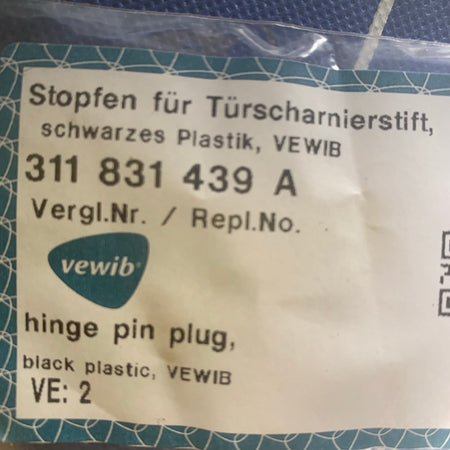 Stopfen für Türscharnierstift,
schwarzes Plastik, VEWIB
311 831 439 A
Vergl.Nr. / Repl.No.
vewib®
hinge pin plug,
black plastic, VEWIB
VE: 2